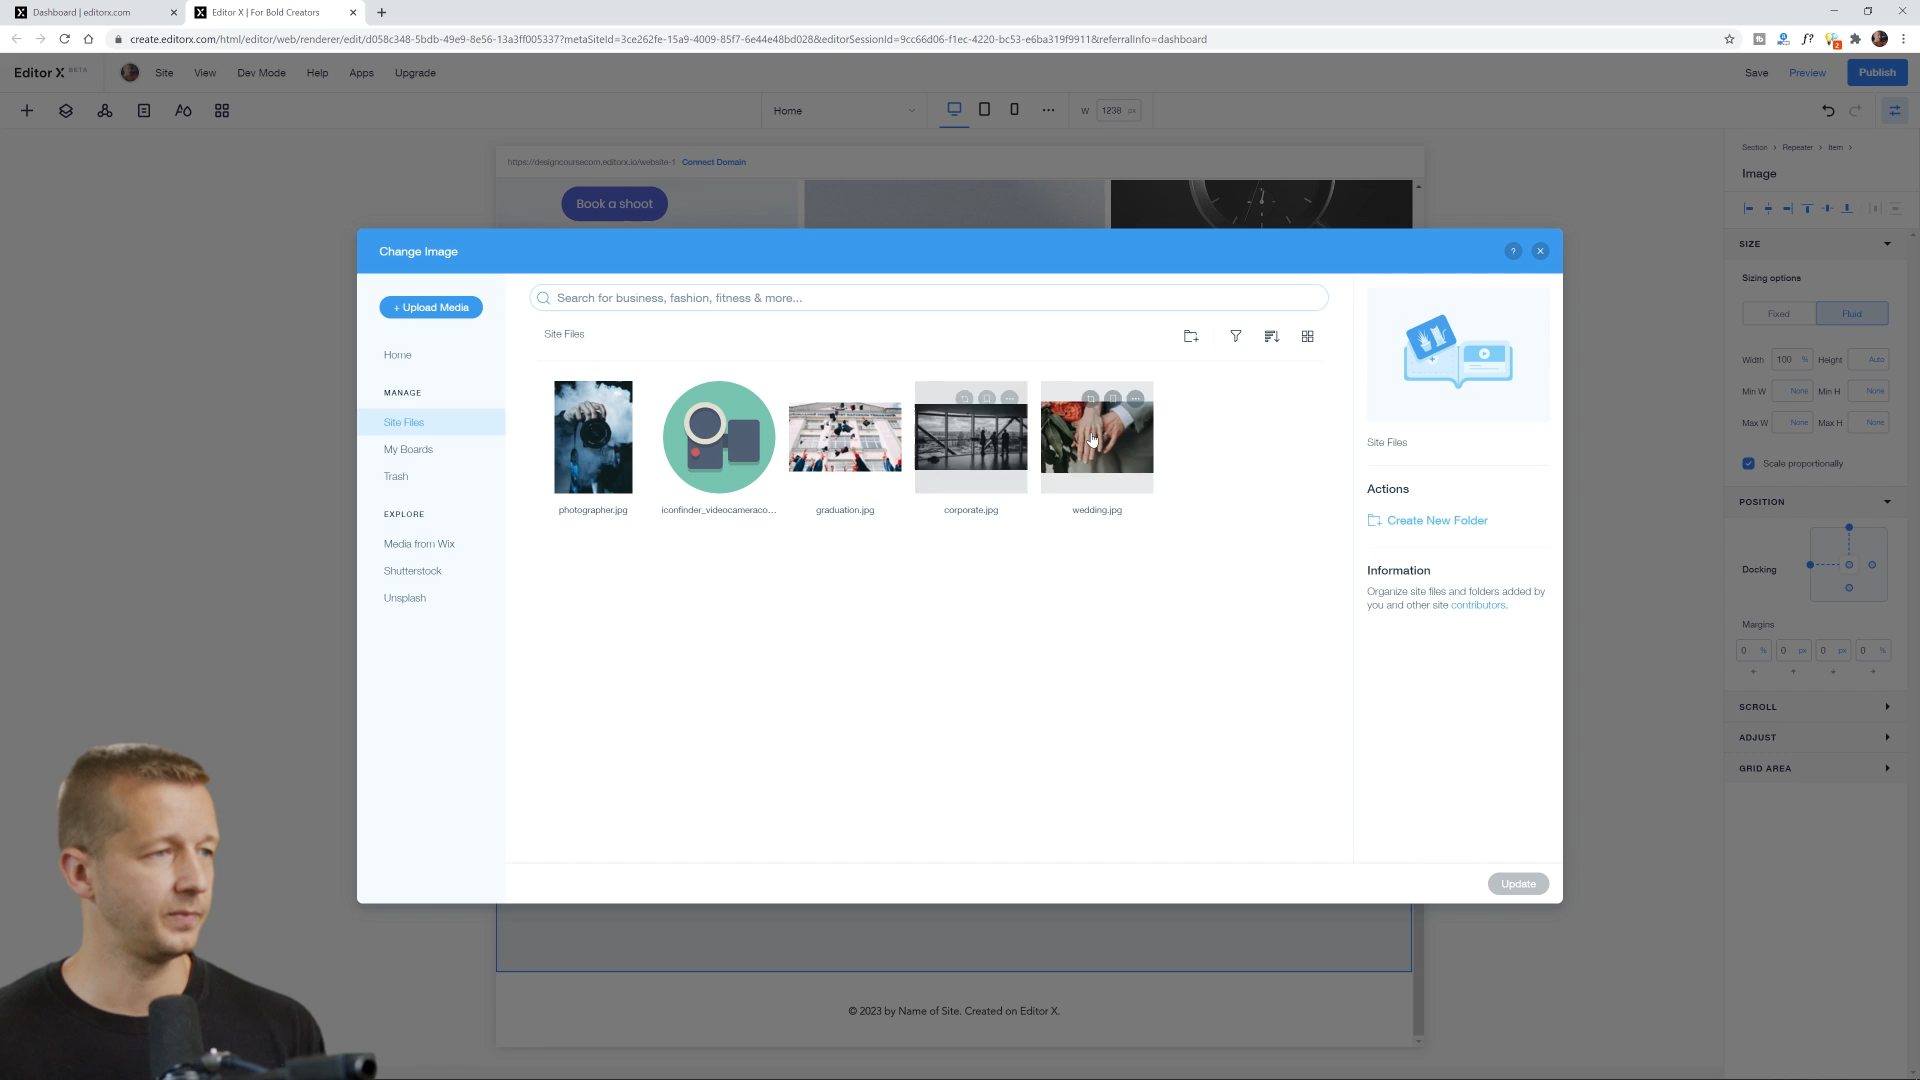 Dashboard | editorx.com
Editor X | For Bold Creators
create.editorx.com/html/editor/web/renderer/edit/d058c348-5bdb-49e9-8e56-13a3ff005337?metaSiteId=3ce262fe-15a9-4009-85f7-6e44e48bd028&editorSessionId=9cc66d06-f1ec-4220-bc53-e6ba319f9911&referralInfo=dashboard
Editor X BETA
Site
View
Dev Mode
Help
Apps
Upgrade
Save
Preview
Publish
Home
W 1238 px
https://designcoursecom.editorx.io/website-1 Connect Domain
Section > Repeater > Item >
Image
Book a shoot
Change Image
?
SIZE
+ Upload Media
Search for business, fashion, fitness & more...
Sizing options
Fixed
Fluid
Site Files
Home
Width 100 % Height Auto
MANAGE
Min W None Min H None
Site Files
Max W None Max H None
My Boards
Site Files
Scale proportionally
Trash
Actions
POSITION
photographer.jpg
iconfinder_videocameraco...
graduation.jpg
corporate.jpg
wedding.jpg
EXPLORE
Create New Folder
Media from Wix
Docking
Shutterstock
Information
Unsplash
Organize site files and folders added by
you and other site contributors.
Margins
0 % 0 px 0 px 0 %
SCROLL
ADJUST
GRID AREA
Update
© 2023 by Name of Site. Created on Editor X.